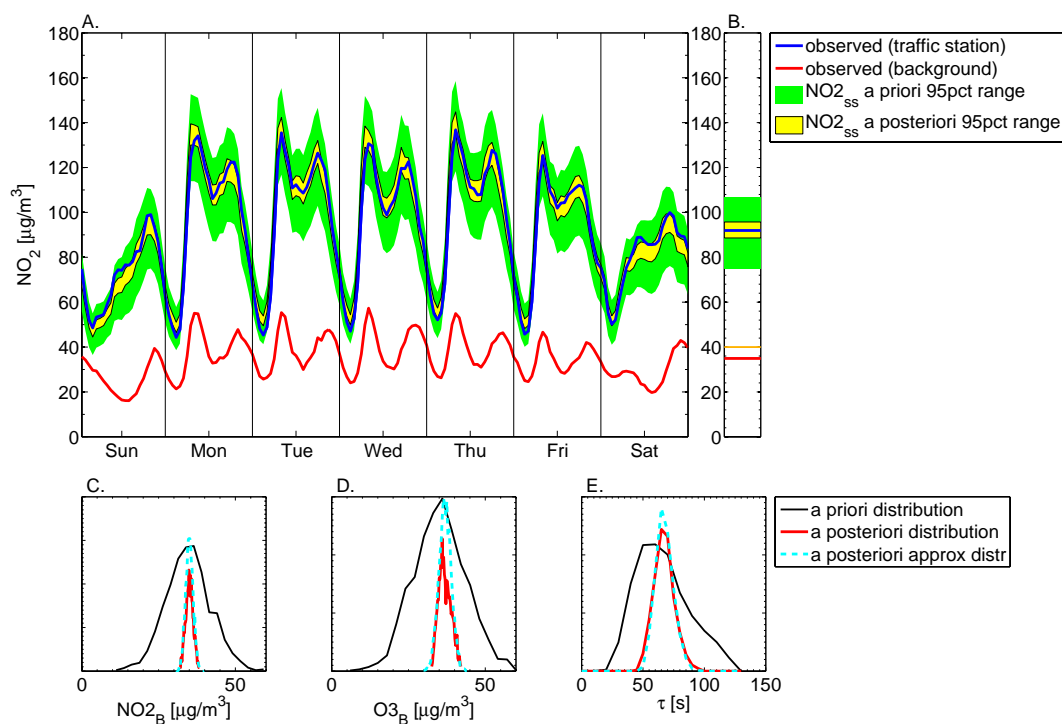 A.
B.
180
160
140
120
100
80
60
40
20
0
NO2 [µg/m3]
Sun Mon Tue Wed Thu Fri Sat
180
160
140
120
100
80
60
40
20
0
observed (traffic station)
observed (background)
NO2ss a priori 95pct range
NO2ss a posteriori 95pct range
C.
0 50
NO2B [µg/m3]
D.
0 50
O3B [µg/m3]
E.
0 50 100 150
τ [s]
a priori distribution
a posteriori distribution
a posteriori approx distr